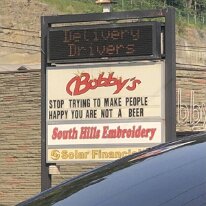 Delivery
Drivers
Bobby's
STOP TRYING TO MAKE PEOPLE
HAPPY YOU ARE NOT A BEER
South Hills Embroidery
Solar Financial